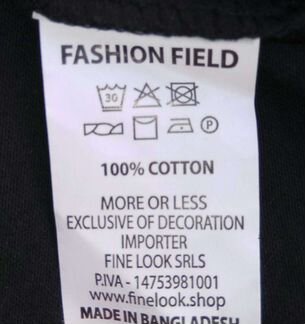 FASHION FIELD
30
P
100% COTTON
MORE OR LESS
EXCLUSIVE OF DECORATION
IMPORTER
FINE LOOK SRLS
P.IVA - 14753981001
www.finelook.shop
MADE IN BANGLADESH